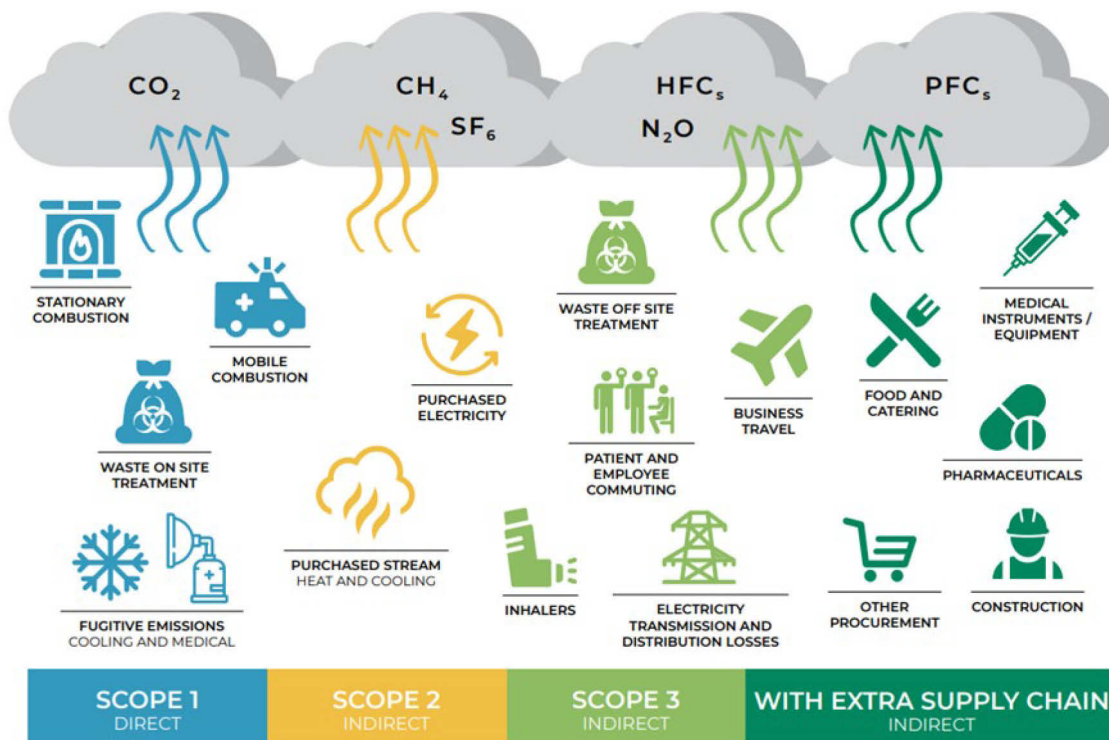 CO₂
CH₄
SF₆
HFCₛ
N₂O
PFCₛ
STATIONARY
COMBUSTION
MOBILE
COMBUSTION
WASTE ON SITE
TREATMENT
FUGITIVE EMISSIONS
COOLING AND MEDICAL
PURCHASED
ELECTRICITY
PURCHASED STREAM
HEAT AND COOLING
WASTE OFF SITE
TREATMENT
BUSINESS
TRAVEL
PATIENT AND
EMPLOYEE
COMMUTING
INHALERS
ELECTRICITY
TRANSMISSION AND
DISTRIBUTION LOSSES
MEDICAL
INSTRUMENTS /
EQUIPMENT
FOOD AND
CATERING
PHARMACEUTICALS
OTHER
PROCUREMENT
CONSTRUCTION
SCOPE 1
DIRECT
SCOPE 2
INDIRECT
SCOPE 3
INDIRECT
WITH EXTRA SUPPLY CHAIN
INDIRECT